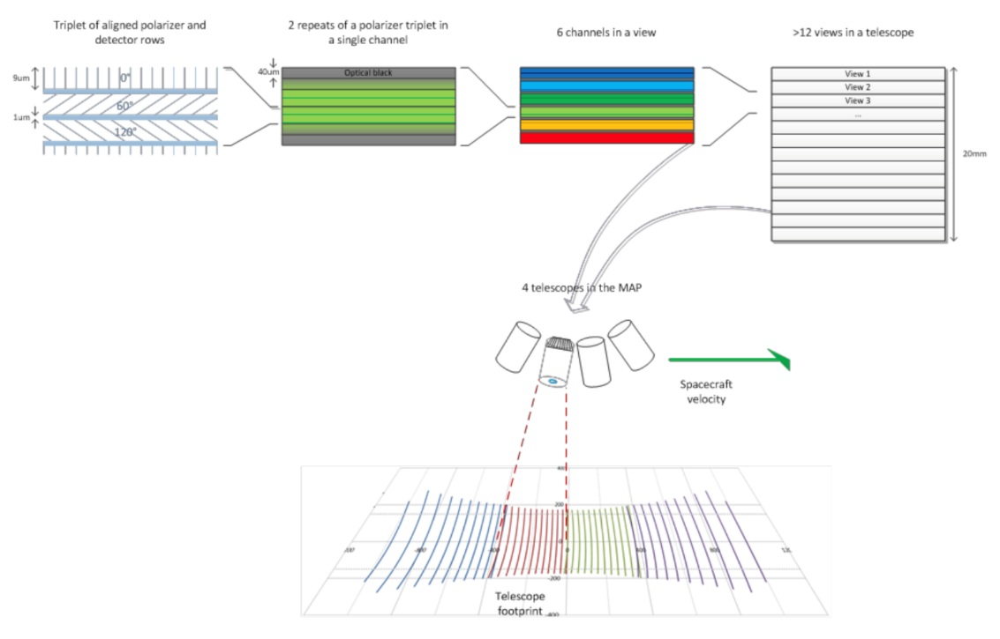 Triplet of aligned polarizer and
detector rows
2 repeats of a polarizer triplet in
a single channel
6 channels in a view
>12 views in a telescope
9um
0°
60°
1um
120°
40um
Optical black
View 1
View 2
View 3
...
20mm
4 telescopes in the MAP
Spacecraft
velocity
400
200
0
0
-200
Telescope
footprint
-400